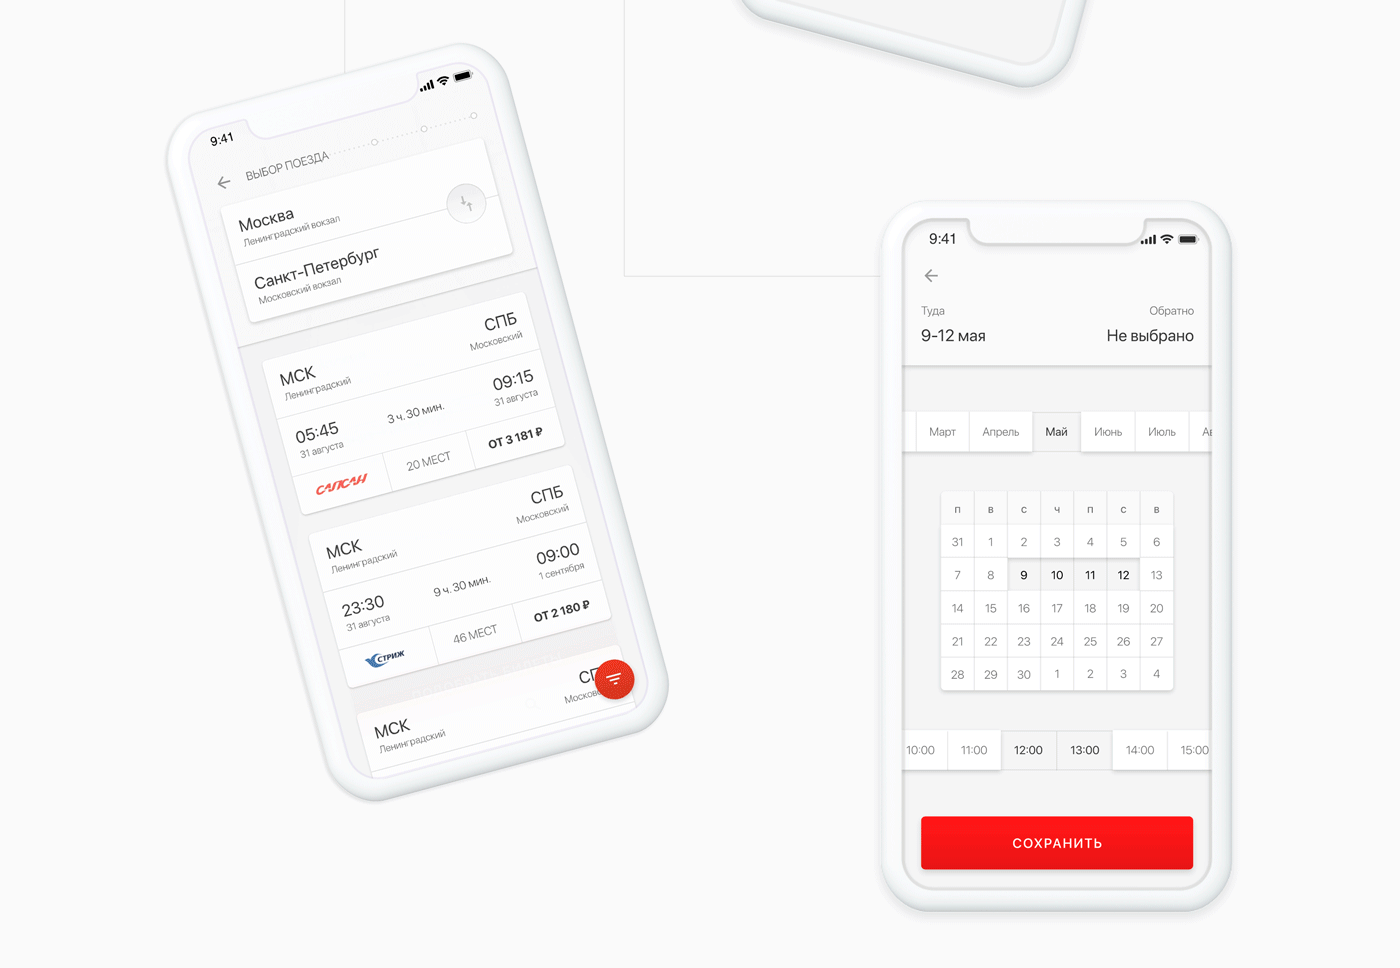 9:41
ВЫБОР ПОЕЗДА
Москва
Ленинградский вокзал
Санкт-Петербург
Московский вокзал
МСК
СПБ
Ленинградский
Московский
05:45
3 ч. 30 мин.
09:15
31 августа
31 августа
САПСАН
20 МЕСТ
ОТ 3 181 ₽
МСК
СПБ
Ленинградский
Московский
23:30
9 ч. 30 мин.
09:00
31 августа
1 сентября
СТРИЖ
46 МЕСТ
ОТ 2 180 ₽
МСК
СП
Ленинградский
Московс
9:41
Туда
Обратно
9-12 мая
Не выбрано
Март Апрель Май Июнь Июль Ав
п в с ч п с в
31 1 2 3 4 5 6
7 8 9 10 11 12 13
14 15 16 17 18 19 20
21 22 23 24 25 26 27
28 29 30 1 2 3 4
10:00 11:00 12:00 13:00 14:00 15:00
СОХРАНИТЬ